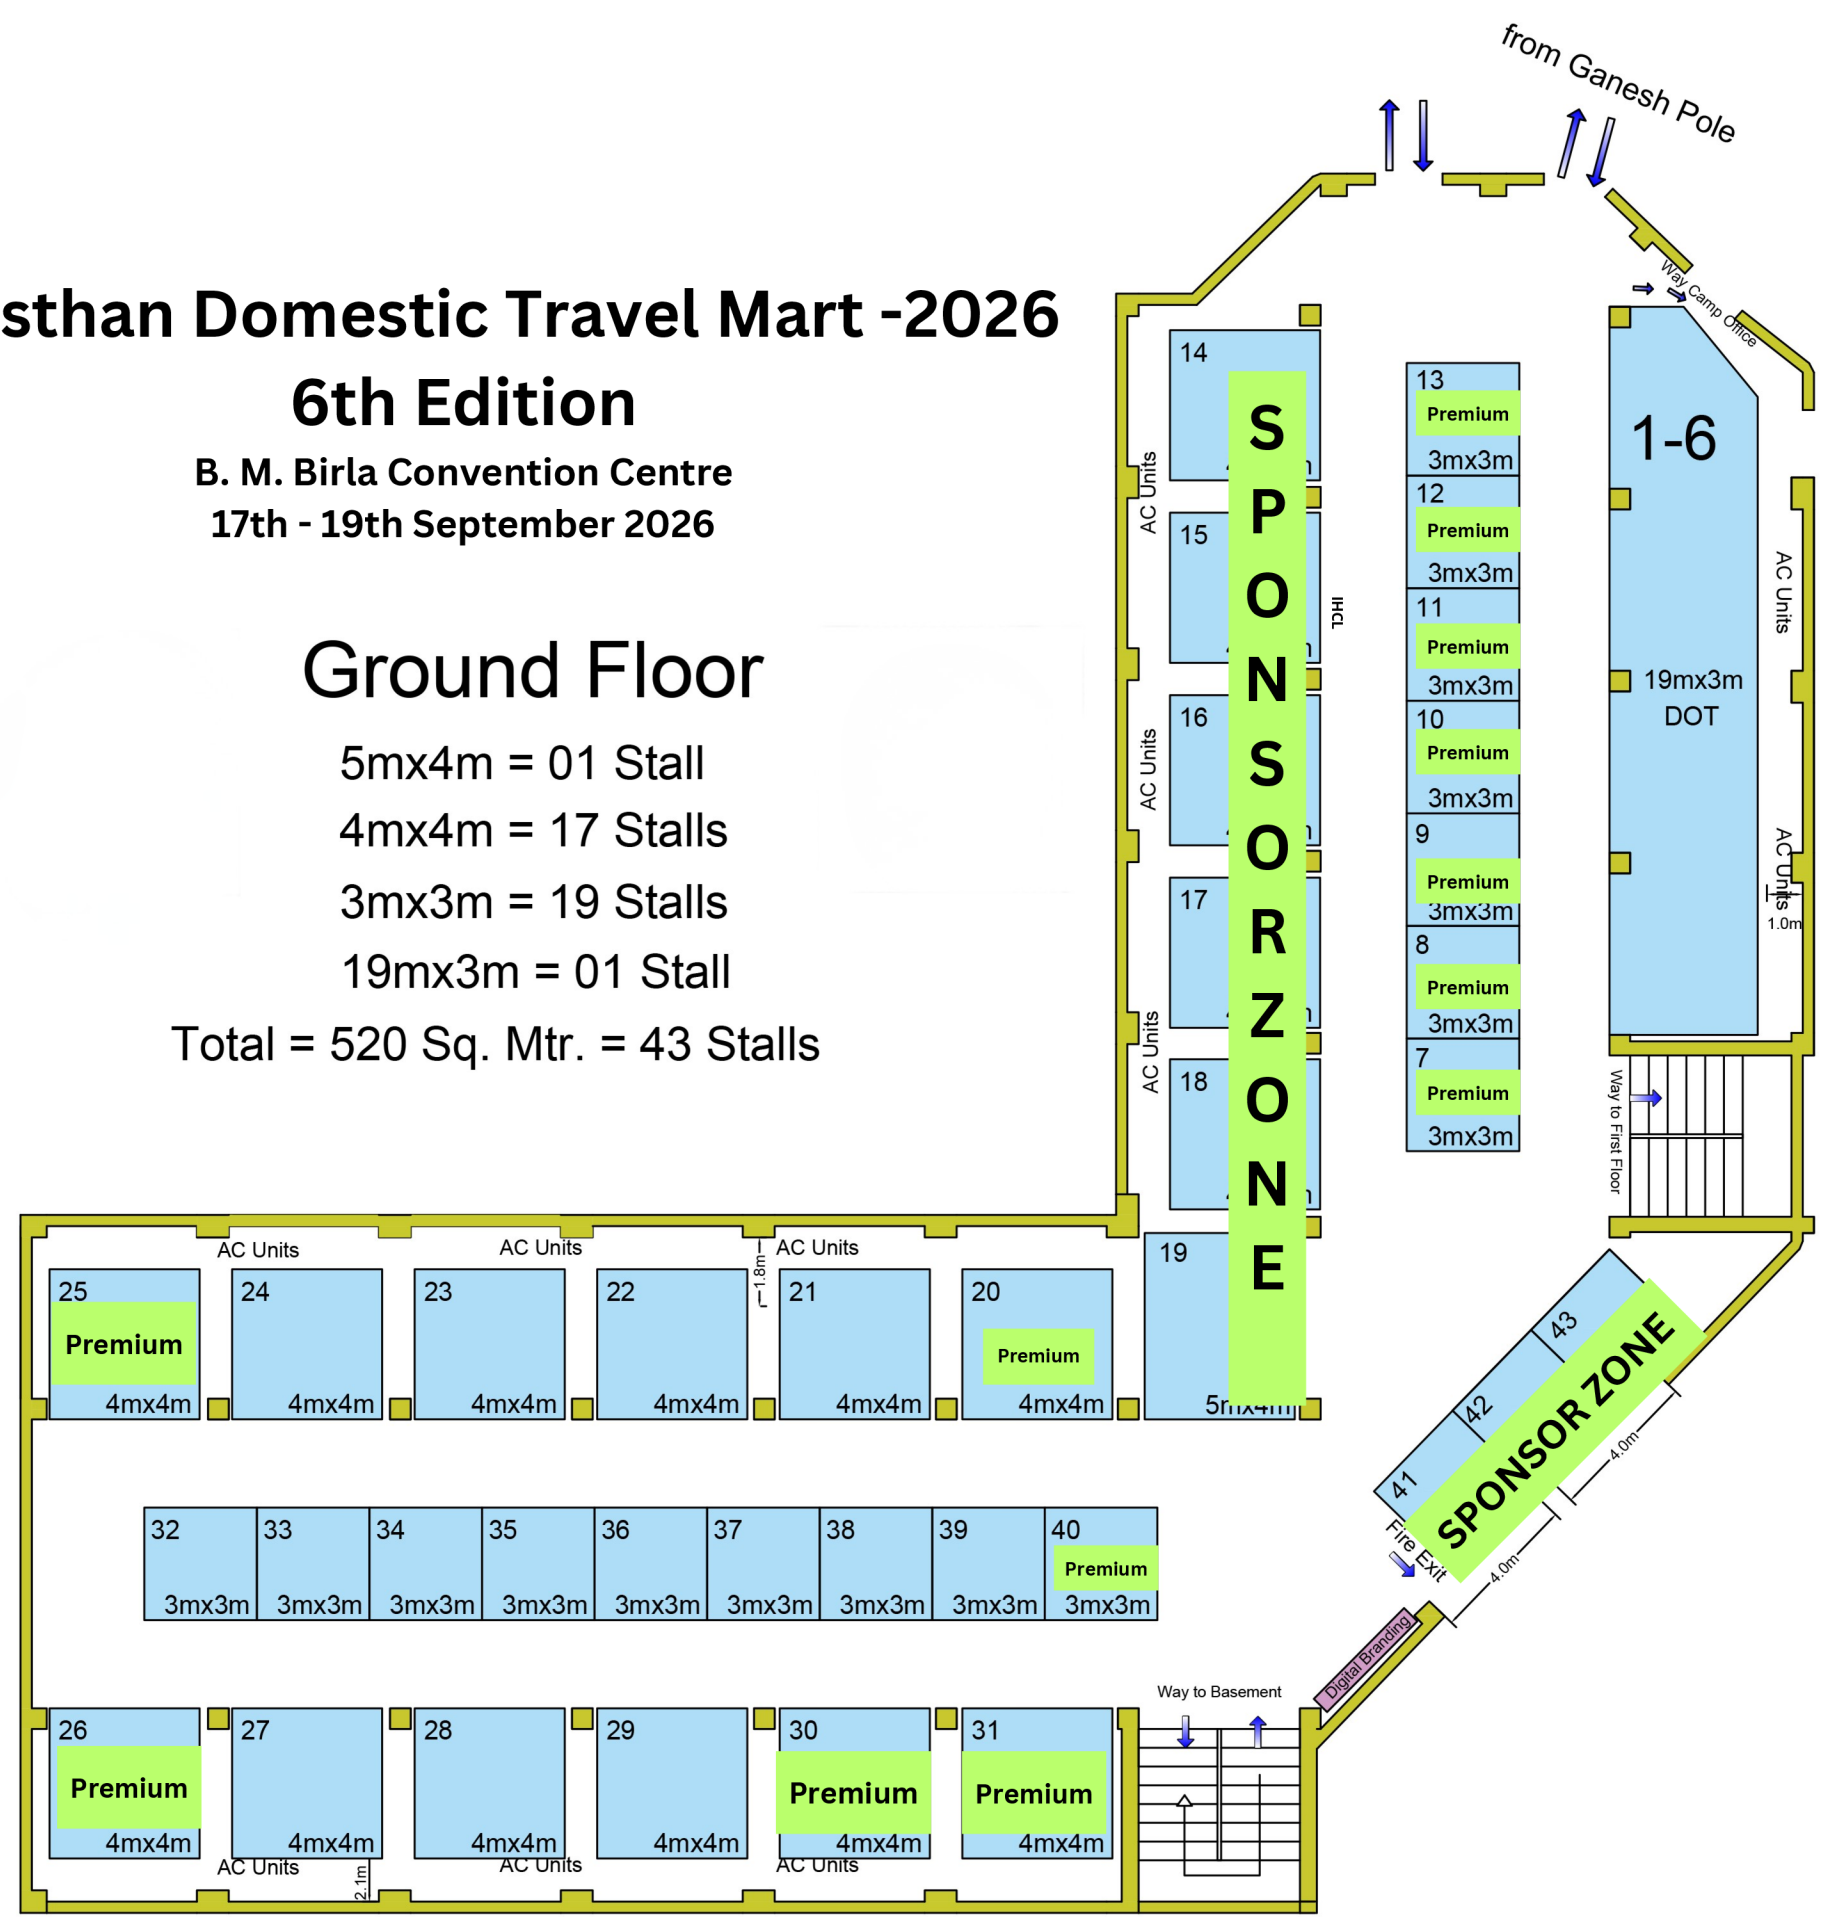 from Ganesh Pole
sthan Domestic Travel Mart -2026
6th Edition
B. M. Birla Convention Centre
17th - 19th September 2026
Ground Floor
5mx4m = 01 Stall
4mx4m = 17 Stalls
3mx3m = 19 Stalls
19mx3m = 01 Stall
Total = 520 Sq. Mtr. = 43 Stalls
Way Camp Office
14
15
16
17
18
19
5mx4m
SPONSORZONE
IHCL
AC Units
AC Units
AC Units
13
Premium
3mx3m
12
Premium
3mx3m
11
Premium
3mx3m
10
Premium
3mx3m
9
Premium
3mx3m
8
Premium
3mx3m
7
Premium
3mx3m
1-6
19mx3m
DOT
AC Units
AC Units
1.0m
Way to First Floor
AC Units
AC Units
AC Units
1.8m
25
Premium
4mx4m
24
4mx4m
23
4mx4m
22
4mx4m
21
4mx4m
20
Premium
4mx4m
43
42
41
SPONSOR ZONE
4.0m
4.0m
Fire Exit
Digital Branding
32
3mx3m
33
3mx3m
34
3mx3m
35
3mx3m
36
3mx3m
37
3mx3m
38
3mx3m
39
3mx3m
40
Premium
3mx3m
Way to Basement
26
Premium
4mx4m
27
4mx4m
28
4mx4m
29
4mx4m
30
Premium
4mx4m
31
Premium
4mx4m
AC Units
AC Units
AC Units
2.1m